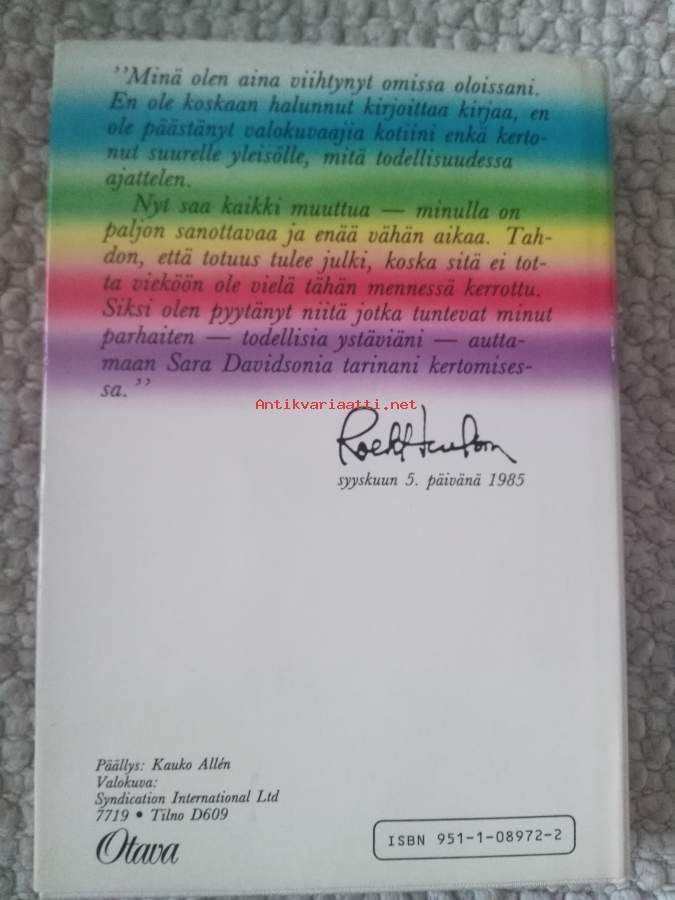 ”Minä olen aina viihtynyt omissa oloissani.
En ole koskaan halunnut kirjoittaa kirjaa, en
ole päästänyt valokuvaajia kotiini enkä kerto-
nut suurelle yleisölle, mitä todellisuudessa
ajattelen.
Nyt saa kaikki muuttua — minulla on
paljon sanottavaa ja enää vähän aikaa. Tah-
don, että totuus tulee julki, koska sitä ei tot-
ta vieköön ole vielä tähän mennessä kerrottu.
Siksi olen pyytänyt niitä jotka tuntevat minut
parhaiten — todellisia ystäviäni — autta-
maan Sara Davidsonia tarinani kertomises-
sa.”
Antikvariaatti.net
Rock Hudson
syyskuun 5. päivänä 1985
Päällys: Kauko Allén
Valokuva:
Syndication International Ltd
7719 • Tilno D609
Otava
ISBN 951-1-08972-2